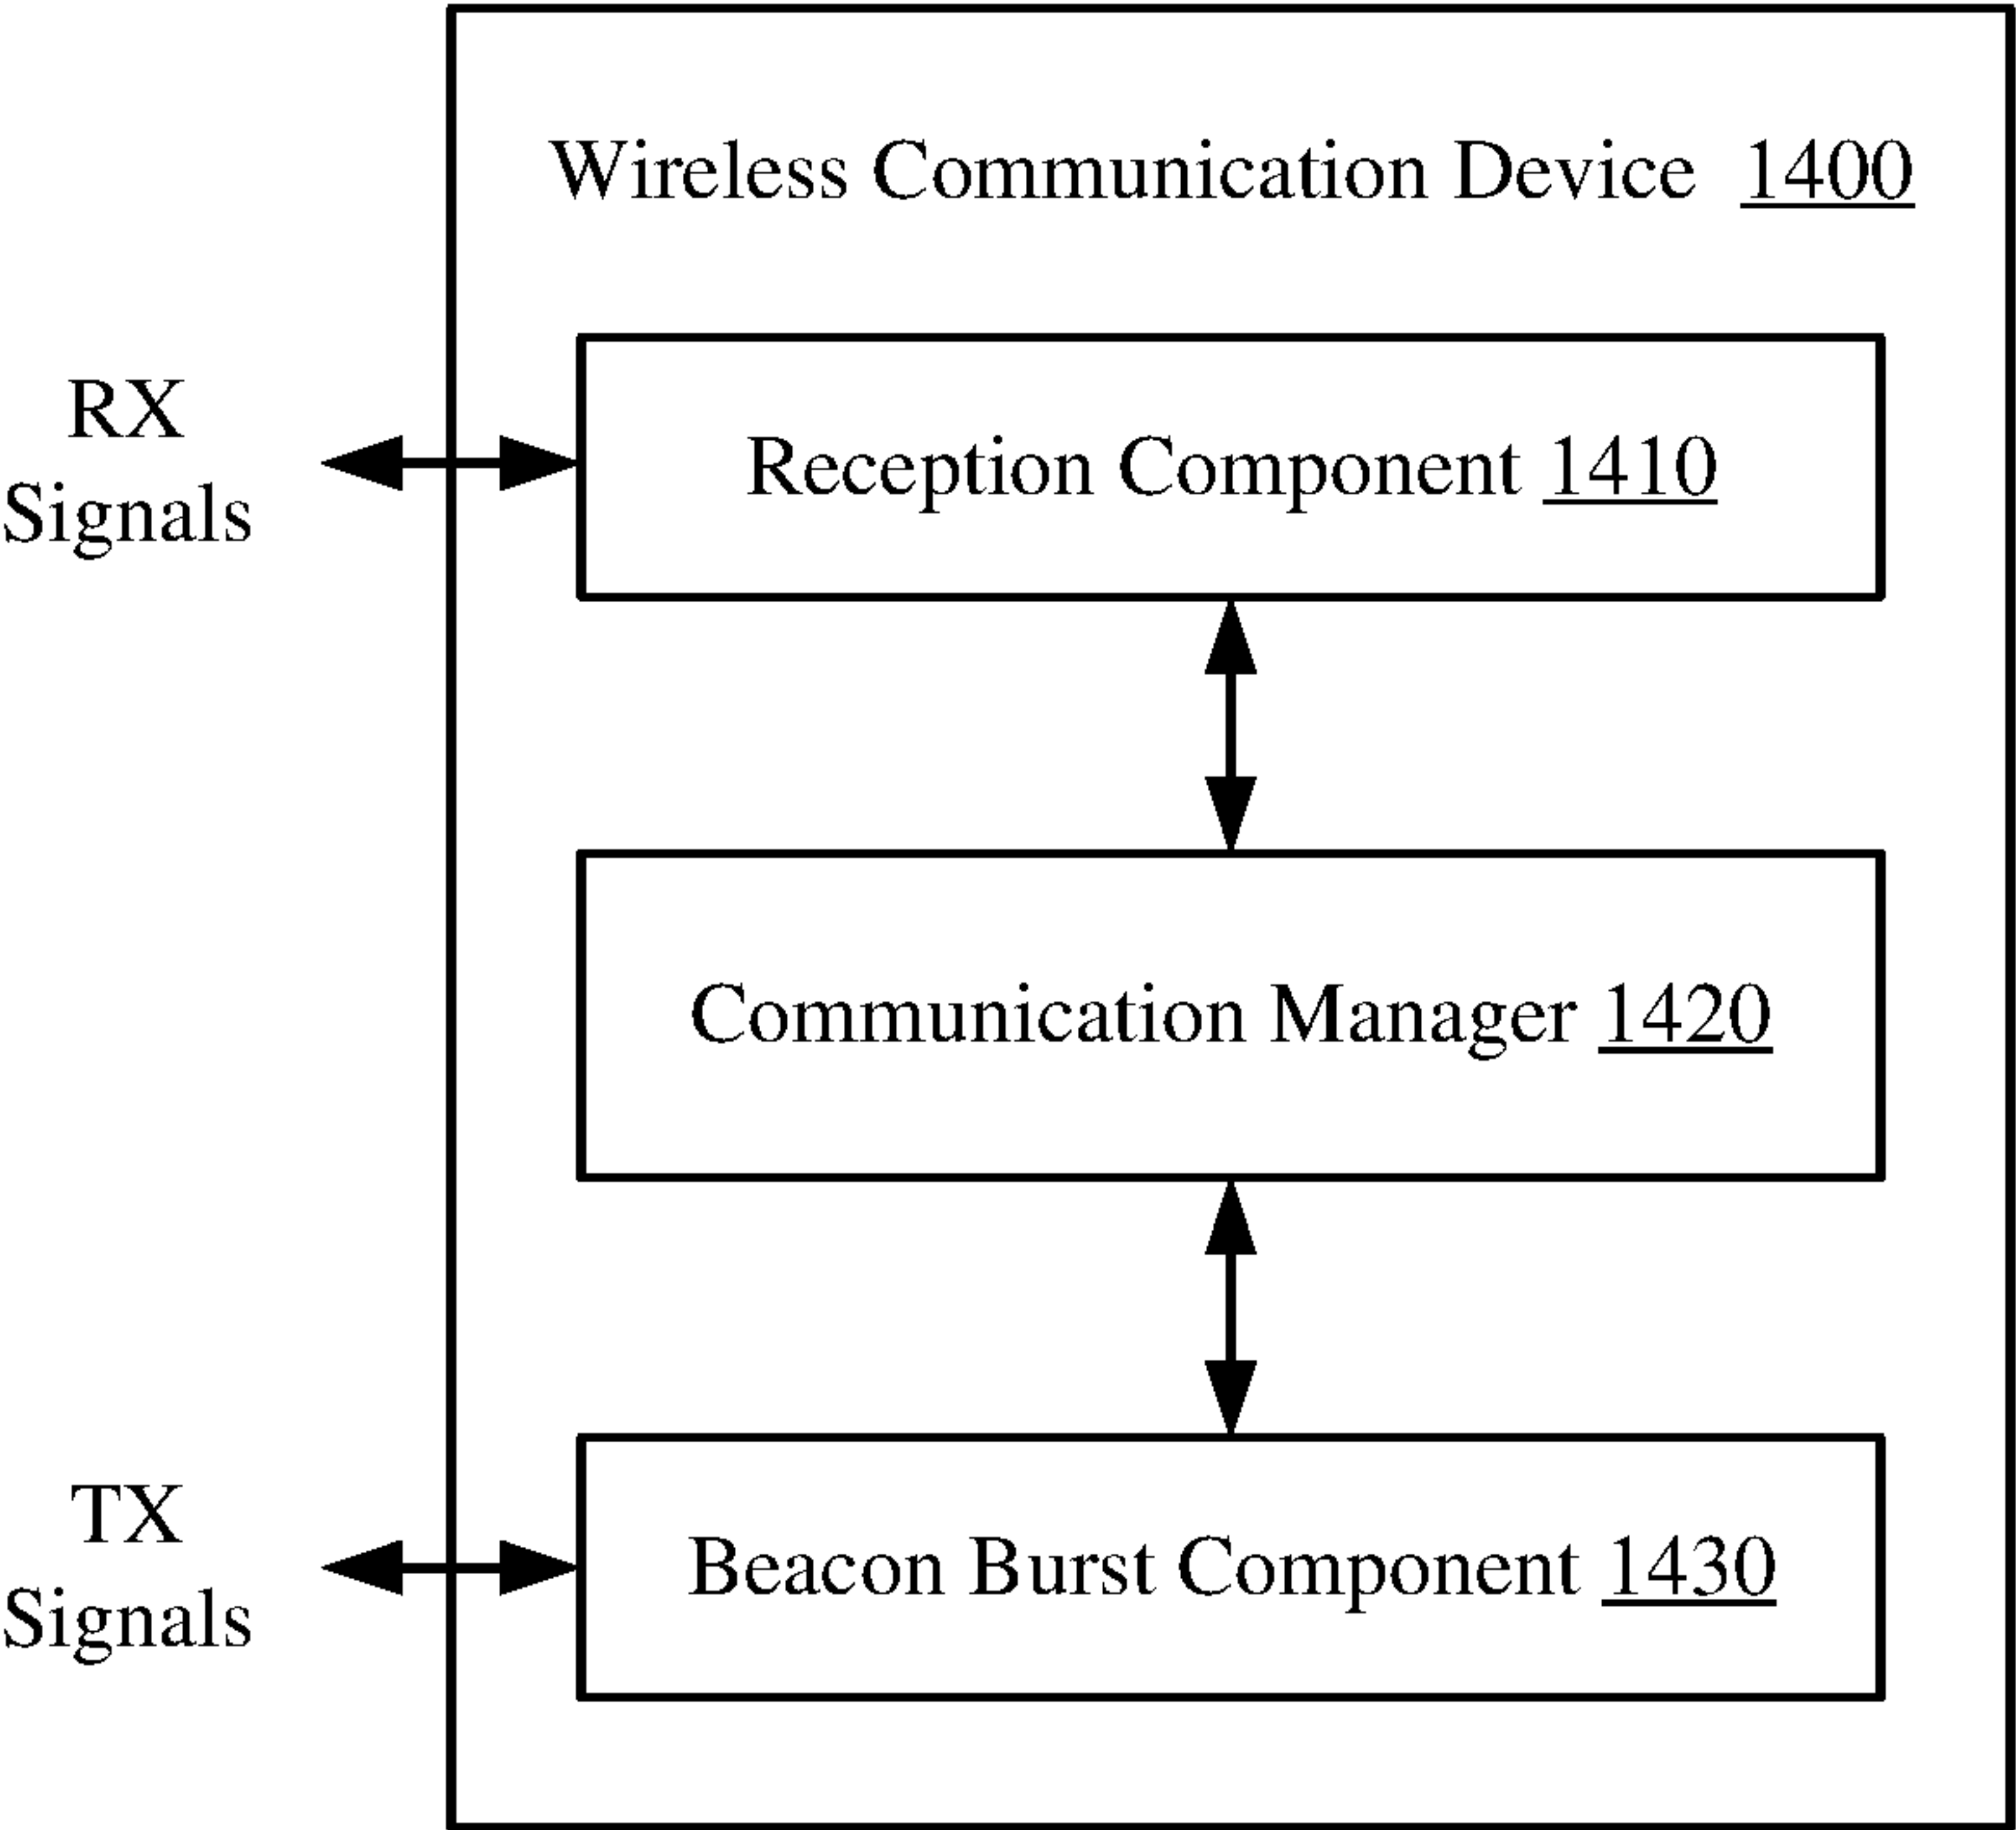 Wireless Communication Device 1400
RX
Signals
Reception Component 1410
Communication Manager 1420
TX
Signals
Beacon Burst Component 1430